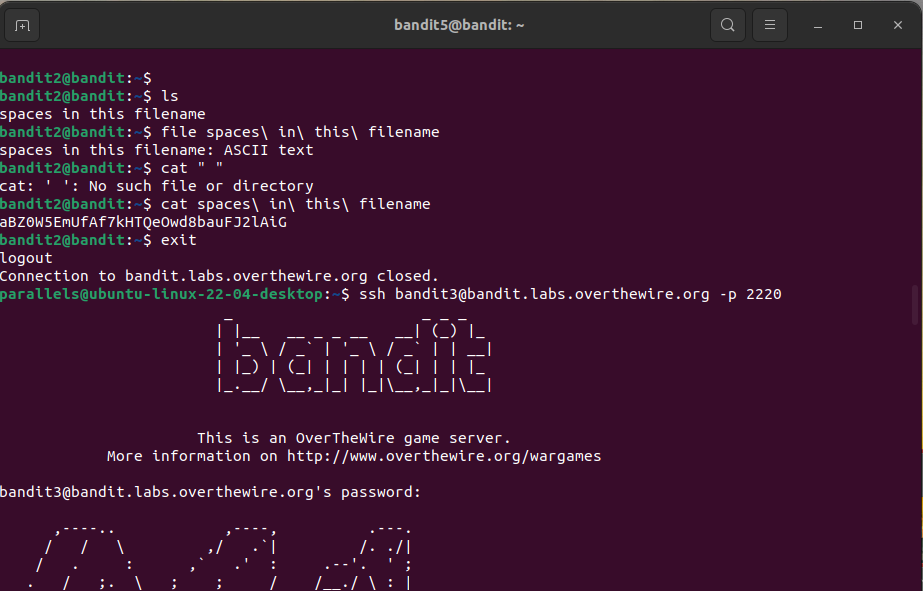 bandit5@bandit: ~
bandit2@bandit:~$
bandit2@bandit:~$ ls
spaces in this filename
bandit2@bandit:~$ file spaces\ in\ this\ filename
spaces in this filename: ASCII text
bandit2@bandit:~$ cat " "
cat: ' ': No such file or directory
bandit2@bandit:~$ cat spaces\ in\ this\ filename
aBZ0W5EmUfAf7kHTQeOwd8bauFJ2lAiG
bandit2@bandit:~$ exit
logout
Connection to bandit.labs.overthewire.org closed.
parallels@ubuntu-linux-22-04-desktop:~$ ssh bandit3@bandit.labs.overthewire.org -p 2220
bandit
This is an OverTheWire game server.
More information on http://www.overthewire.org/wargames
bandit3@bandit.labs.overthewire.org's password: